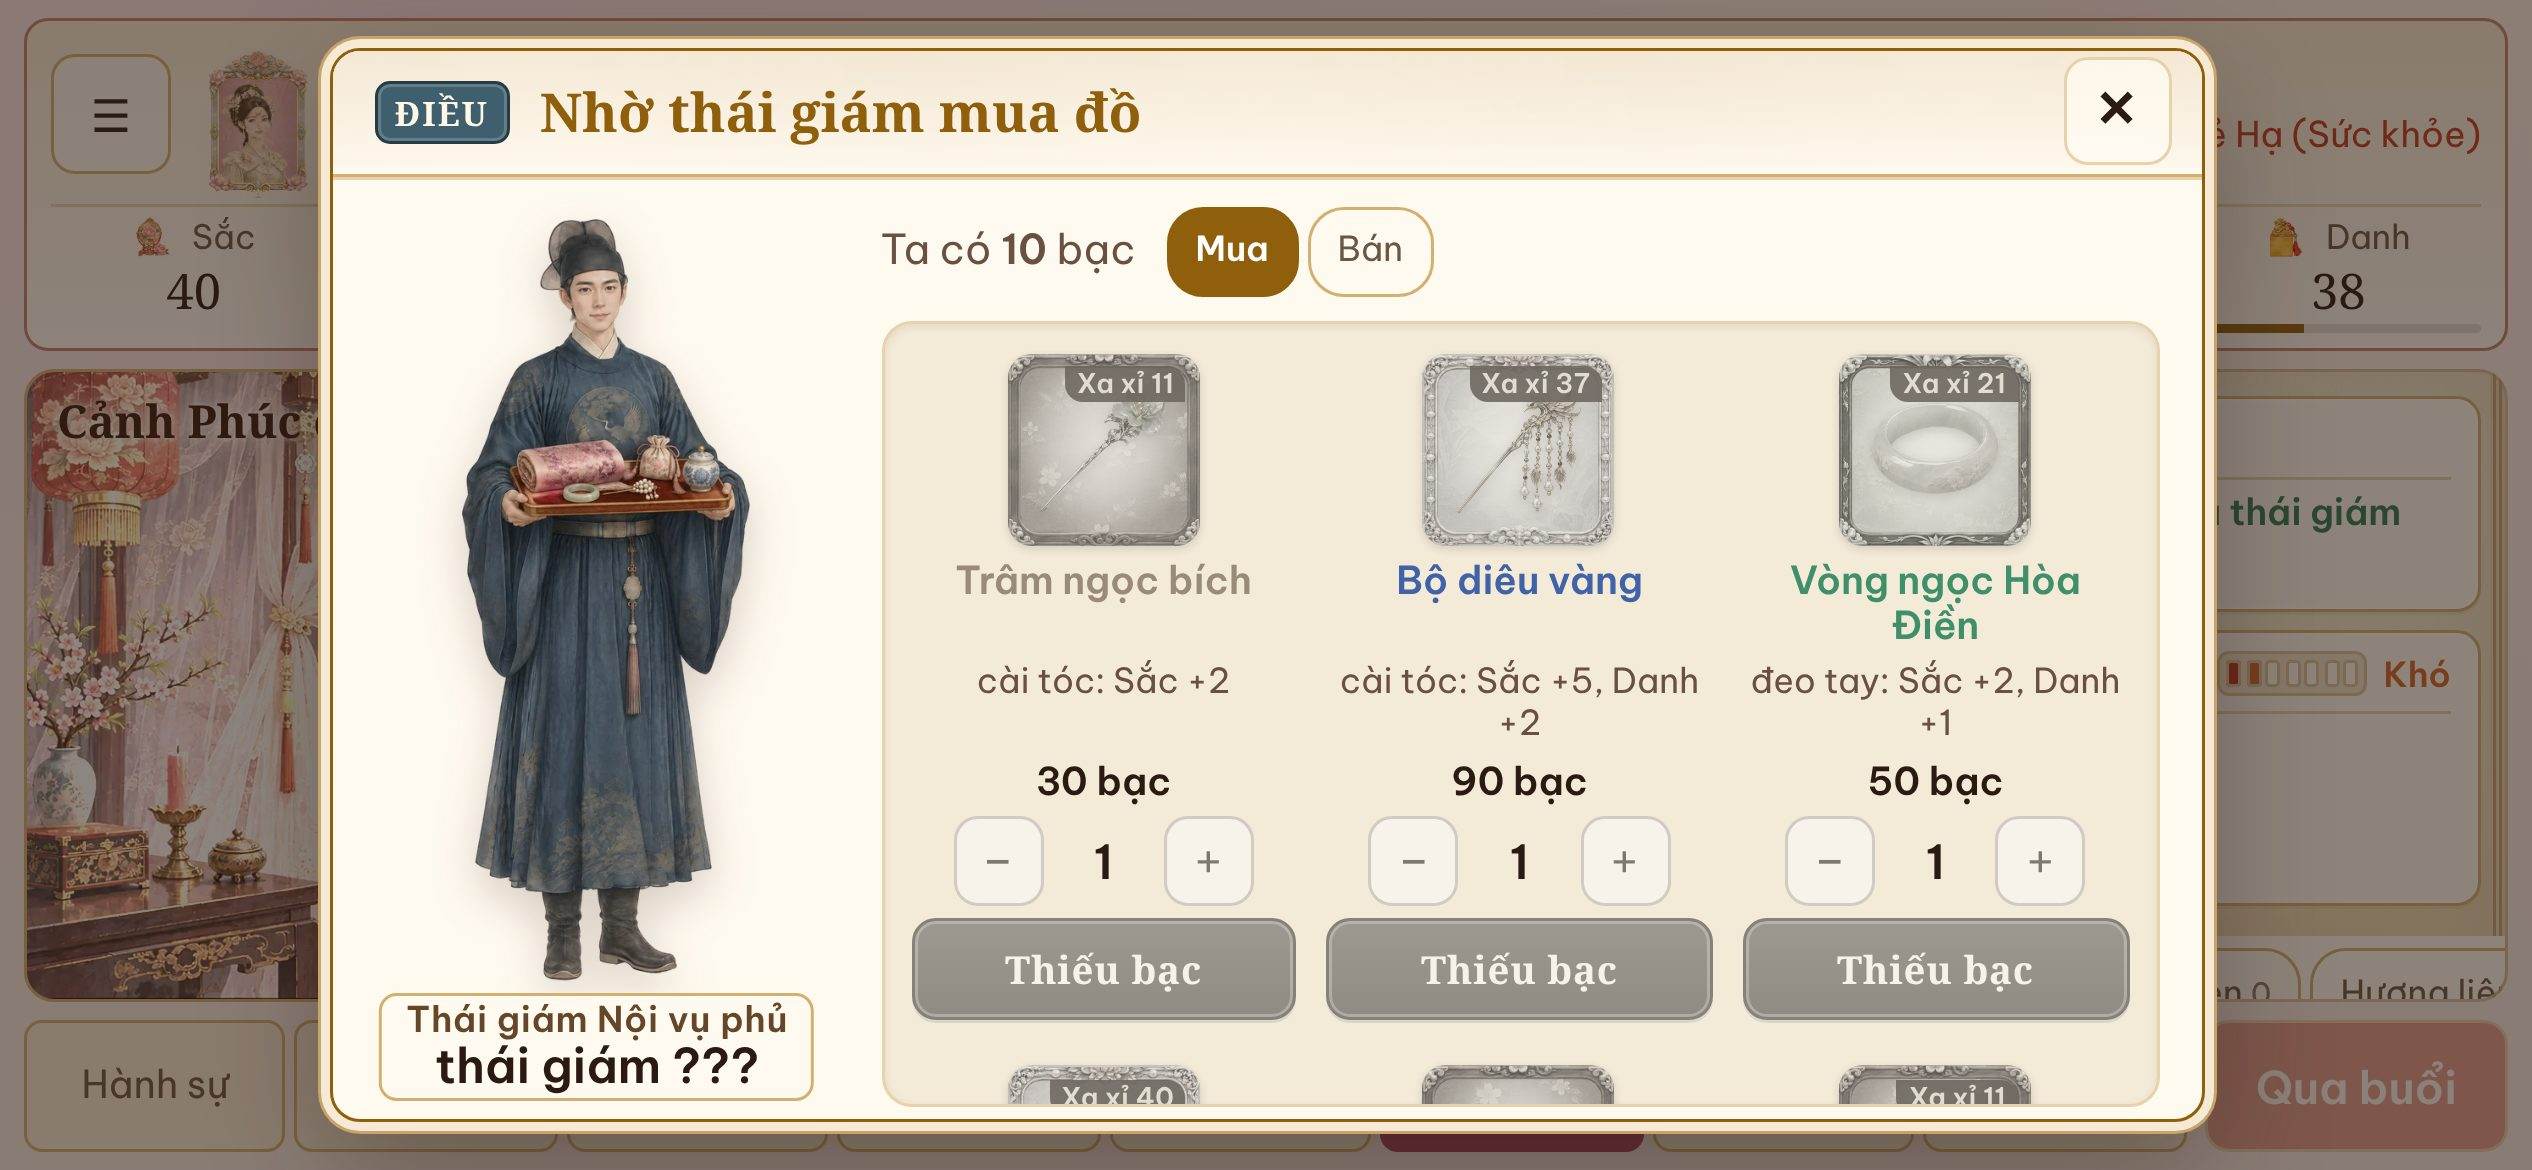 ☰
é Hạ (Sức khỏe)
Sắc
40
Danh
38
ĐIỀU
Nhờ thái giám mua đồ
×
Ta có 10 bạc
Mua
Bán
Cảnh Phúc
thái giám
Khó
Xa xỉ 11
Xa xỉ 37
Xa xỉ 21
Trâm ngọc bích
Bộ diêu vàng
Vòng ngọc Hòa
Điền
cài tóc: Sắc +2
cài tóc: Sắc +5, Danh
+2
đeo tay: Sắc +2, Danh
+1
30 bạc
90 bạc
50 bạc
− 1 +
− 1 +
− 1 +
Thiếu bạc
Thiếu bạc
Thiếu bạc
Thái giám Nội vụ phủ
thái giám ???
Xa xỉ 40
Xa xỉ 11
Hương liệ
Hành sự
Qua buổi